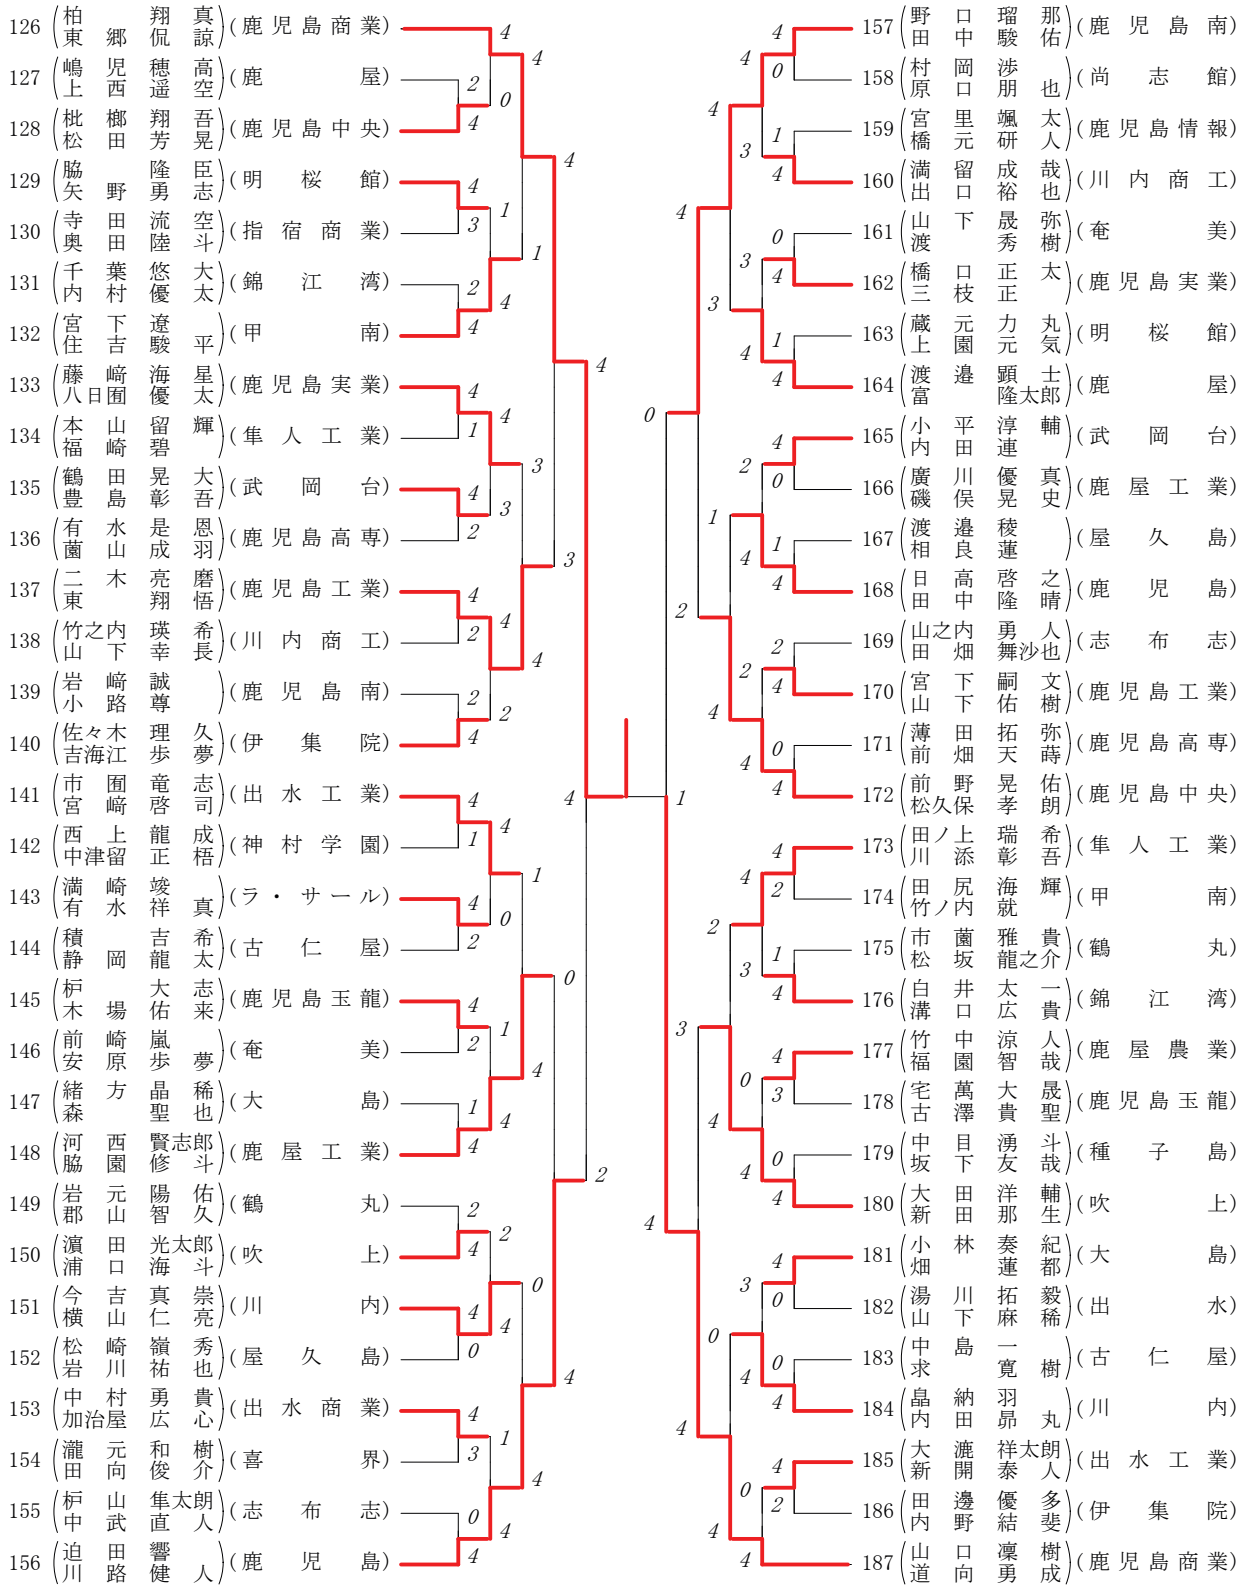 126 (柏 翔真 東郷侃諒) (鹿児島商業)
127 (嶋児穂高 上西遥空) (鹿屋)
128 (枇榔翔吾 松田芳晃) (鹿児島中央)
129 (脇 隆臣 矢野勇志) (明桜館)
130 (寺田流空 奥田陸斗) (指宿商業)
131 (千葉悠大 内村優太) (錦江湾)
132 (宮下遼 住吉駿平) (甲南)
133 (藤﨑海星 八日囿優太) (鹿児島実業)
134 (本山留輝 福崎碧) (隼人工業)
135 (鶴田晃大 豊島彰吾) (武岡台)
136 (有水是恩 薗山成羽) (鹿児島高専)
137 (二木亮磨 東 翔悟) (鹿児島工業)
138 (竹之内瑛希 山下幸長) (川内商工)
139 (岩﨑誠 小路尊) (鹿児島南)
140 (佐々木理久 吉海江歩夢) (伊集院)
141 (市囿竜志 宮﨑啓司) (出水工業)
142 (西上龍成 中津留正悟) (神村学園)
143 (満崎竣 有水祥真) (ラ・サール)
144 (積 吉希 静岡龍太) (古仁屋)
145 (枦 大志 木場佑来) (鹿児島玉龍)
146 (前崎嵐 安原歩夢) (奄美)
147 (緒方晶稀 森 聖也) (大島)
148 (河西賢志郎 脇園修斗) (鹿屋工業)
149 (岩元陽佑 郡山智久) (鶴丸)
150 (濵田光太郎 浦口海斗) (吹上)
151 (今吉真崇 横山仁亮) (川内)
152 (松崎嶺秀 岩川祐也) (屋久島)
153 (中村勇貴 加治屋広心) (出水商業)
154 (瀧元和樹 田向俊介) (喜界)
155 (枦山隼太朗 中武直人) (志布志)
156 (迫田響 川路健人) (鹿児島)
4
2
4
0
4
4
3
1
2
4
4
1
4
4
1
4
4
2
3
3
4
2
4
2
4
2
4
3
4
4
1
4
4
2
0
1
4
2
1
1
4
4
4
0
2
4
2
4
0
4
0
4
3
1
0
4
4
4
4
2
4
1
0
4
4
0
4
1
4
3
4
0
4
3
1
4
4
3
4
0
2
1
4
4
1
2
4
2
0
4
4
4
2
4
2
4
1
4
3
2
4
3
0
0
4
4
4
3
4
0
3
0
4
4
0
4
2
0
4
4
4
4
157 (野口瑠那 田中駿佑) (鹿児島南)
158 (村岡渉 原口朋也) (尚志館)
159 (宮里颯太 橋元研人) (鹿児島情報)
160 (満留成哉 出口裕也) (川内商工)
161 (山下晟弥 渡 秀樹) (奄美)
162 (橋口正太 三枝正) (鹿児島実業)
163 (蔵元力丸 上園元気) (明桜館)
164 (渡邉顕士 富 隆太郎) (鹿屋)
165 (小平淳輔 内田連) (武岡台)
166 (廣川優真 磯俣晃史) (鹿屋工業)
167 (渡邉稜 相良蓮) (屋久島)
168 (日高啓之 田中隆晴) (鹿児島)
169 (山之内勇人 田畑舞沙也) (志布志)
170 (宮下嗣文 山下佑樹) (鹿児島工業)
171 (薄田拓弥 前畑天蒔) (鹿児島高専)
172 (前野晃佑 松久保孝朗) (鹿児島中央)
173 (田ノ上瑞希 川添彰吾) (隼人工業)
174 (田尻海輝 竹ノ内就) (甲南)
175 (市薗雅貴 松坂龍之介) (鶴丸)
176 (白井太一 溝口広貴) (錦江湾)
177 (竹中涼人 福園智哉) (鹿屋農業)
178 (宅萬大晟 古澤貴聖) (鹿児島玉龍)
179 (中目湧斗 坂下友哉) (種子島)
180 (大田洋輔 新田那生) (吹上)
181 (小林奏紀 畑 蓮都) (大島)
182 (湯川拓毅 山下麻稀) (出水)
183 (中島一 求 寛樹) (古仁屋)
184 (畠納羽 内田昴丸) (川内)
185 (大漉祥太朗 新開泰人) (出水工業)
186 (田邊優多 内野結斐) (伊集院)
187 (山口凜樹 道向勇成) (鹿児島商業)